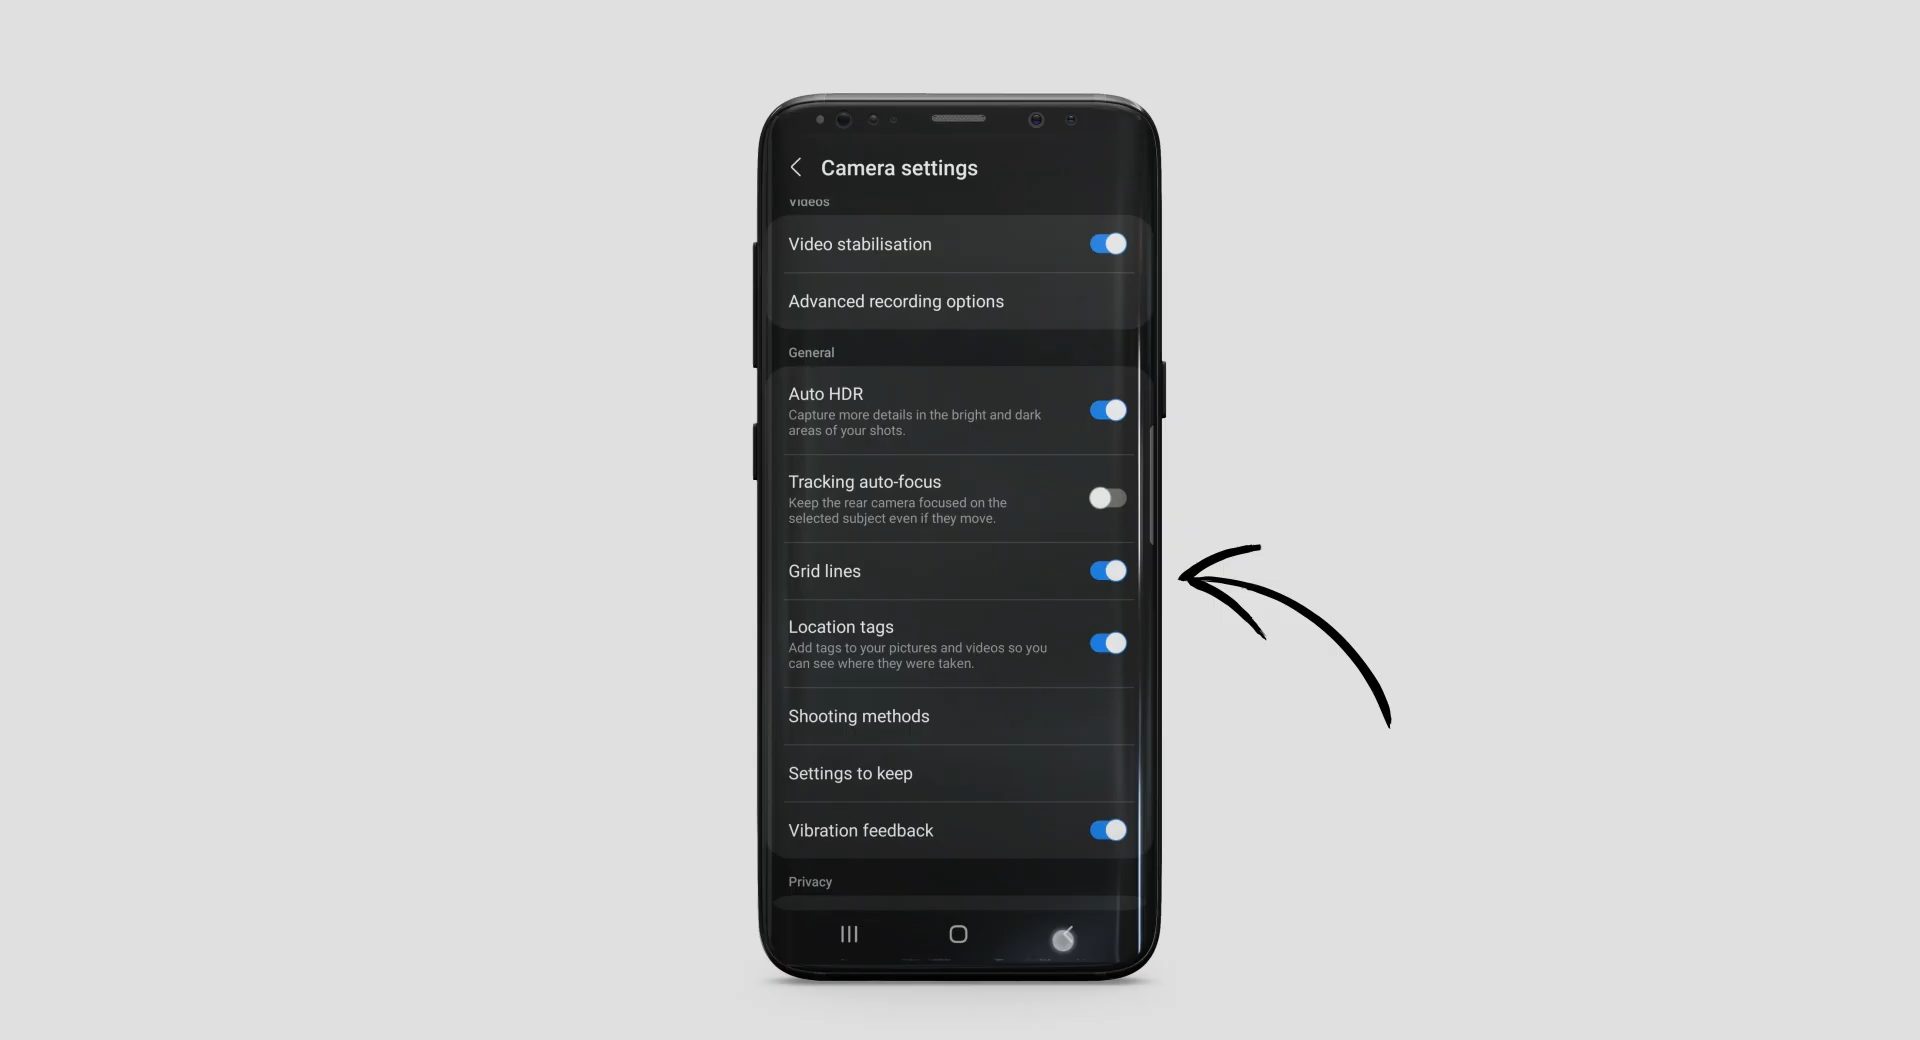 Camera settings
Videos
Video stabilisation
Advanced recording options
General
Auto HDR
Capture more details in the bright and dark
areas of your shots.
Tracking auto-focus
Keep the rear camera focused on the
selected subject even if they move.
Grid lines
Location tags
Add tags to your pictures and videos so you
can see where they were taken.
Shooting methods
Settings to keep
Vibration feedback
Privacy